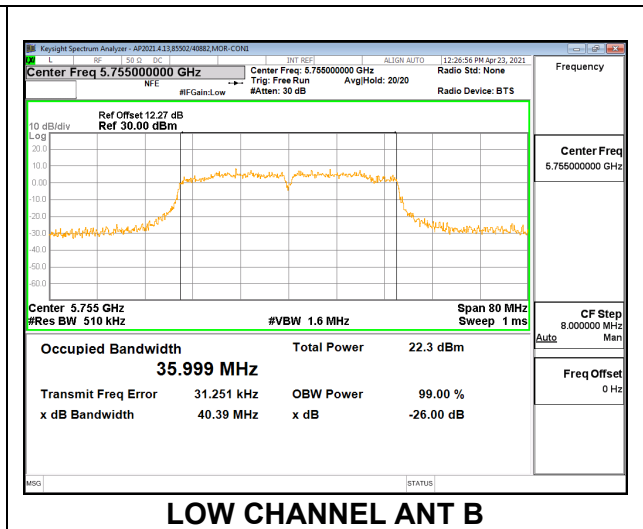 Keysight Spectrum Analyzer - AP2021.4.13,85502/40882,MOR-CON1
L RF 50 Ω DC INT REF ALIGN AUTO 12:26:56 PM Apr 23, 2021
Center Freq 5.755000000 GHz
NFE
#IFGain:Low
Center Freq: 5.755000000 GHz
Trig: Free Run Avg|Hold: 20/20
#Atten: 30 dB
Radio Std: None
Radio Device: BTS
Frequency
Ref Offset 12.27 dB
10 dB/div Ref 30.00 dBm
Log
20.0
10.0
0.00
-10.0
-20.0
-30.0
-40.0
-50.0
-60.0
Center Freq
5.755000000 GHz
Center 5.755 GHz Span 80 MHz
#Res BW 510 kHz #VBW 1.6 MHz Sweep 1 ms
CF Step
8.000000 MHz
Auto Man
Occupied Bandwidth Total Power 22.3 dBm
35.999 MHz
Transmit Freq Error 31.251 kHz OBW Power 99.00 %
x dB Bandwidth 40.39 MHz x dB -26.00 dB
Freq Offset
0 Hz
MSG STATUS
LOW CHANNEL ANT B